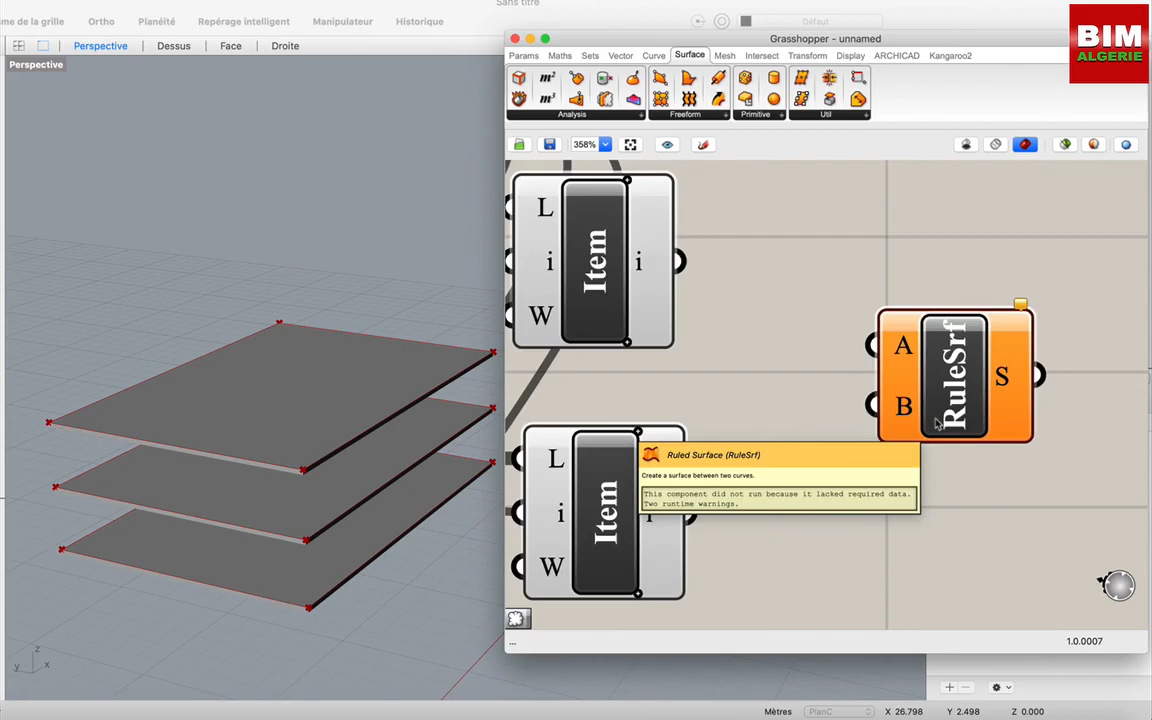 Sans titre
me de la grille Ortho Planéité Repérage intelligent Manipulateur Historique
Défaut
Perspective Dessus Face Droite
Perspective
BIM
ALGERIE
Grasshopper - unnamed
Params Maths Sets Vector Curve Surface Mesh Intersect Transform Display ARCHICAD Kangaroo2
m²
m³
Analysis Freeform Primitive Util
358%
L
i
W
Item
i
A
B
RuleSrf
S
L
i
W
Item
i
Ruled Surface (RuleSrf)
Create a surface between two curves.
This component did not run because it lacked required data.
Two runtime warnings.
...
1.0.0007
z
y
x
Mètres PlanC X 26.798 Y 2.498 Z 0.000